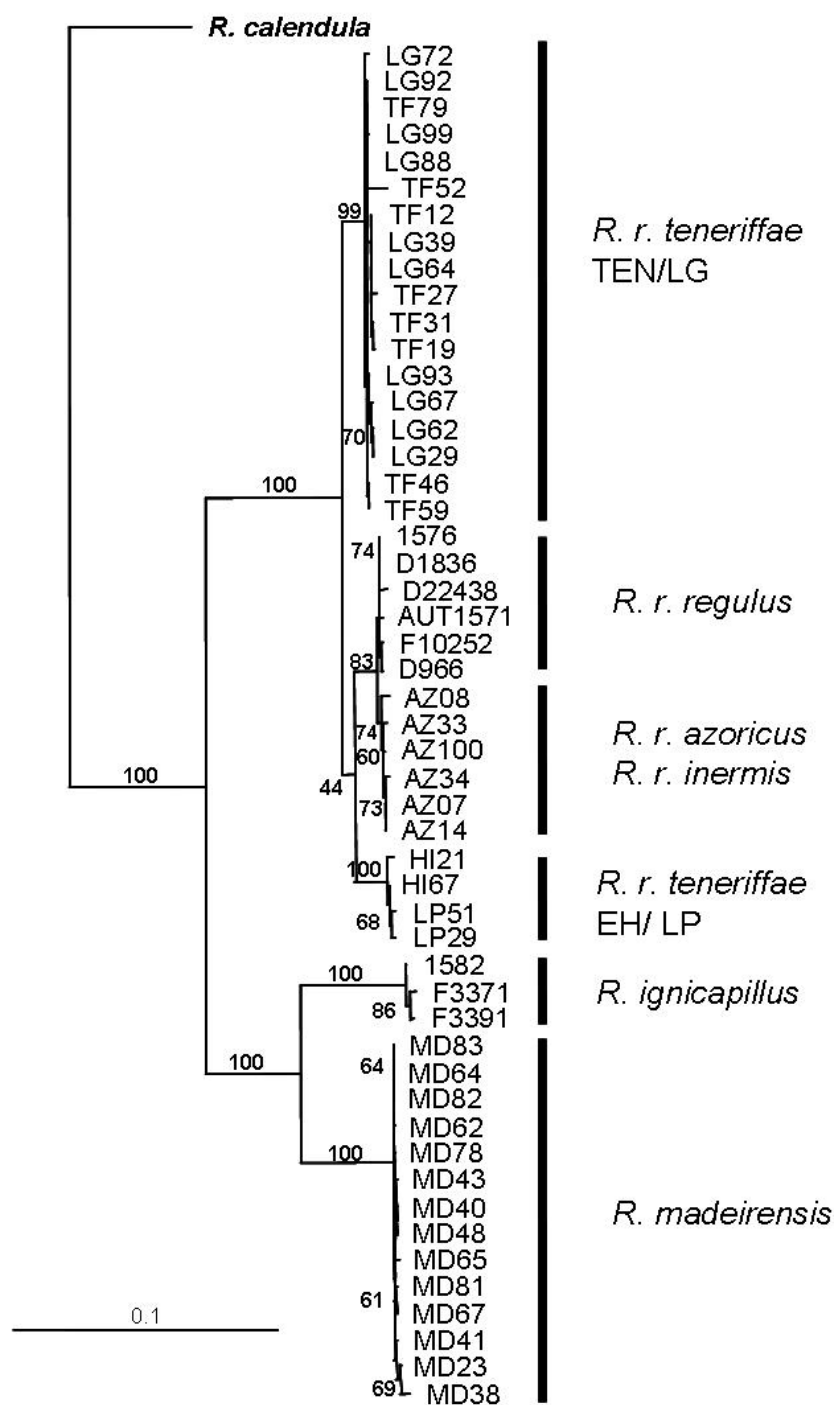 R. calendula
LG72
LG92
TF79
LG99
LG88
TF52
99
TF12
LG39
R. r. teneriffae
LG64
TEN/LG
TF27
TF31
TF19
LG93
LG67
70
LG62
LG29
100
TF46
TF59
1576
74
D1836
D22438
R. r. regulus
AUT1571
F10252
83
D966
AZ08
AZ33
74
R. r. azoricus
AZ100
60
100
44
AZ34
R. r. inermis
73
AZ07
AZ14
HI21
100
HI67
R. r. teneriffae
LP51
68
EH/ LP
LP29
1582
100
F3371
R. ignicapillus
86
F3391
MD83
100
64
MD64
MD82
MD62
100
MD78
MD43
MD40
R. madeirensis
MD48
MD65
MD81
61
0.1
MD67
MD41
MD23
69
MD38